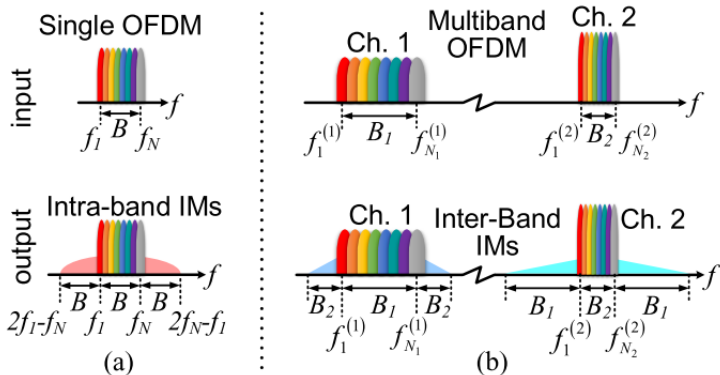 Single OFDM
input
f
B
f1
fN
Multiband
OFDM
Ch. 1
Ch. 2
f
B1
B2
f1(1)
fN1(1)
f1(2)
fN2(2)
output
Intra-band IMs
f
B
B
B
2f1-fN
f1
fN
2fN-f1
(a)
Ch. 1
Inter-Band
IMs
Ch. 2
f
B2
B1
B2
B1
B2
B1
f1(1)
fN1(1)
f1(2)
fN2(2)
(b)